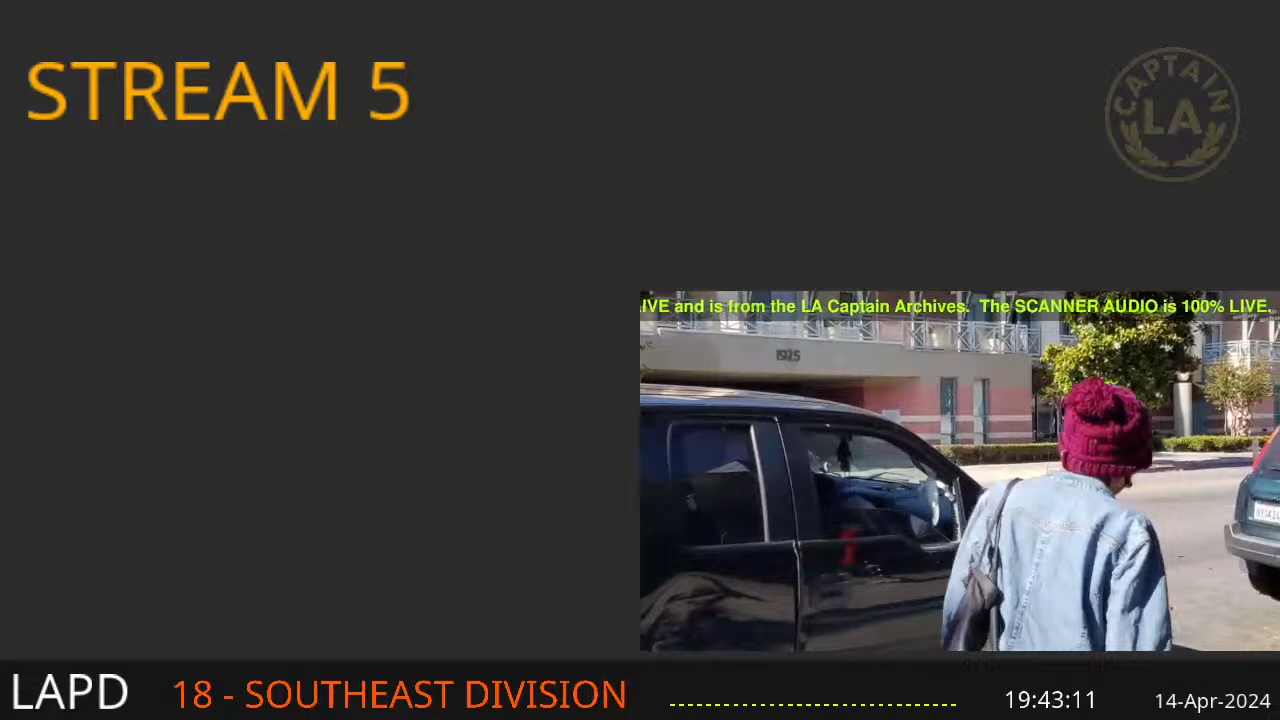 STREAM 5
CAPTAIN
LA
IVE and is from the LA Captain Archives. The SCANNER AUDIO is 100% LIVE.
1925
LAPD 18 - SOUTHEAST DIVISION 19:43:11 14-Apr-2024